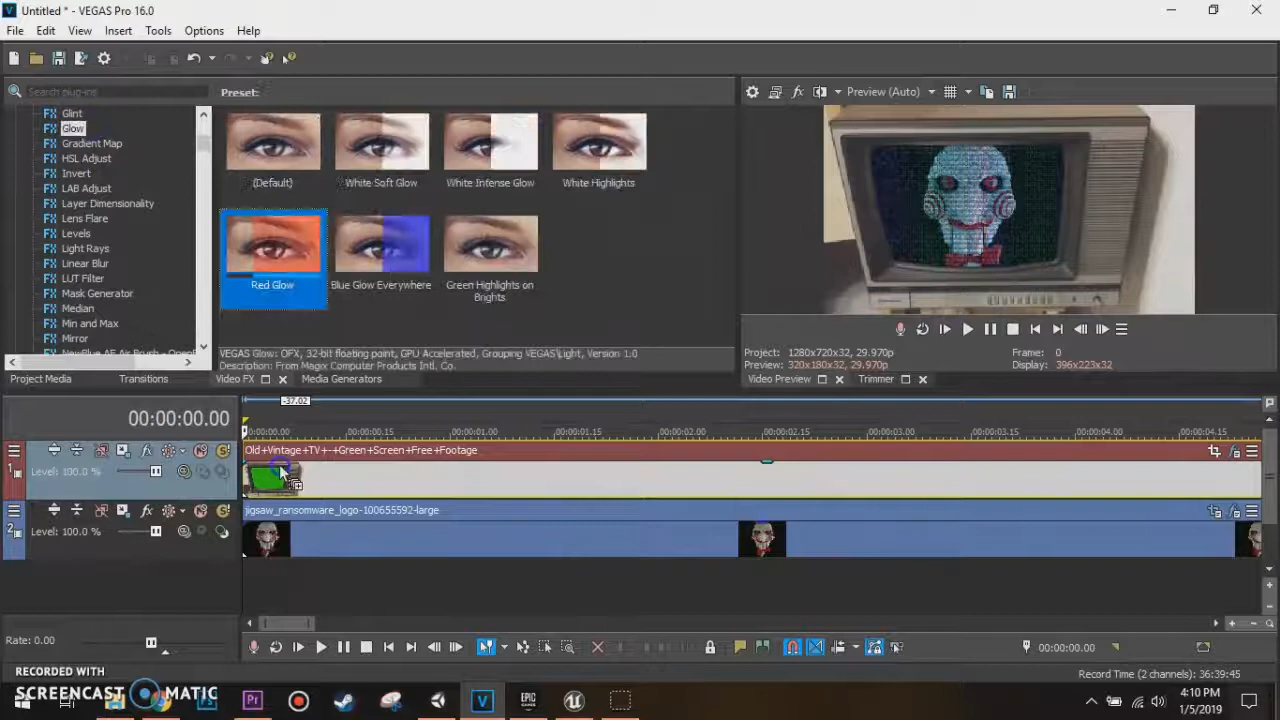 Untitled * - VEGAS Pro 16.0
File Edit View Insert Tools Options Help
Search plug-ins
Preset:
Preview (Auto)
Glint
Glow
Gradient Map
HSL Adjust
Invert
LAB Adjust
Layer Dimensionality
Lens Flare
Levels
Light Rays
Linear Blur
LUT Filter
Mask Generator
Median
Min and Max
Mirror
(Default)
White Soft Glow
White Intense Glow
White Highlights
Red Glow
Blue Glow Everywhere
Green Highlights on
Brights
VEGAS Glow: OFX, 32-bit floating point, GPU Accelerated, Grouping VEGAS\Light, Version 1.0
Description: From Magix Computer Products Intl. Co.
Project: 1280x720x32, 29.970p
Preview: 320x180x32, 29.970p
Frame: 0
Display: 396x223x32
Project Media
Transitions
Video FX
Media Generators
Video Preview
Trimmer
-37.02
00:00:00.00
00:00:00.00 00:00:00.15 00:00:01.00 00:00:01.15 00:00:02.00 00:00:02.15 00:00:03.00 00:00:03.15 00:00:04.00 00:00:04.15
1
Level: 100.0 %
Old+Vintage+TV+-+Green+Screen+Free+Footage
2
Level: 100.0 %
jigsaw_ransomware_logo-100655592-large
Rate: 0.00
00:00:00.00
RECORDED WITH
SCREENCAST MATIC
Record Time (2 channels): 36:39:45
Ps
Pr
V
EPIC
GAMES
4:10 PM
1/5/2019